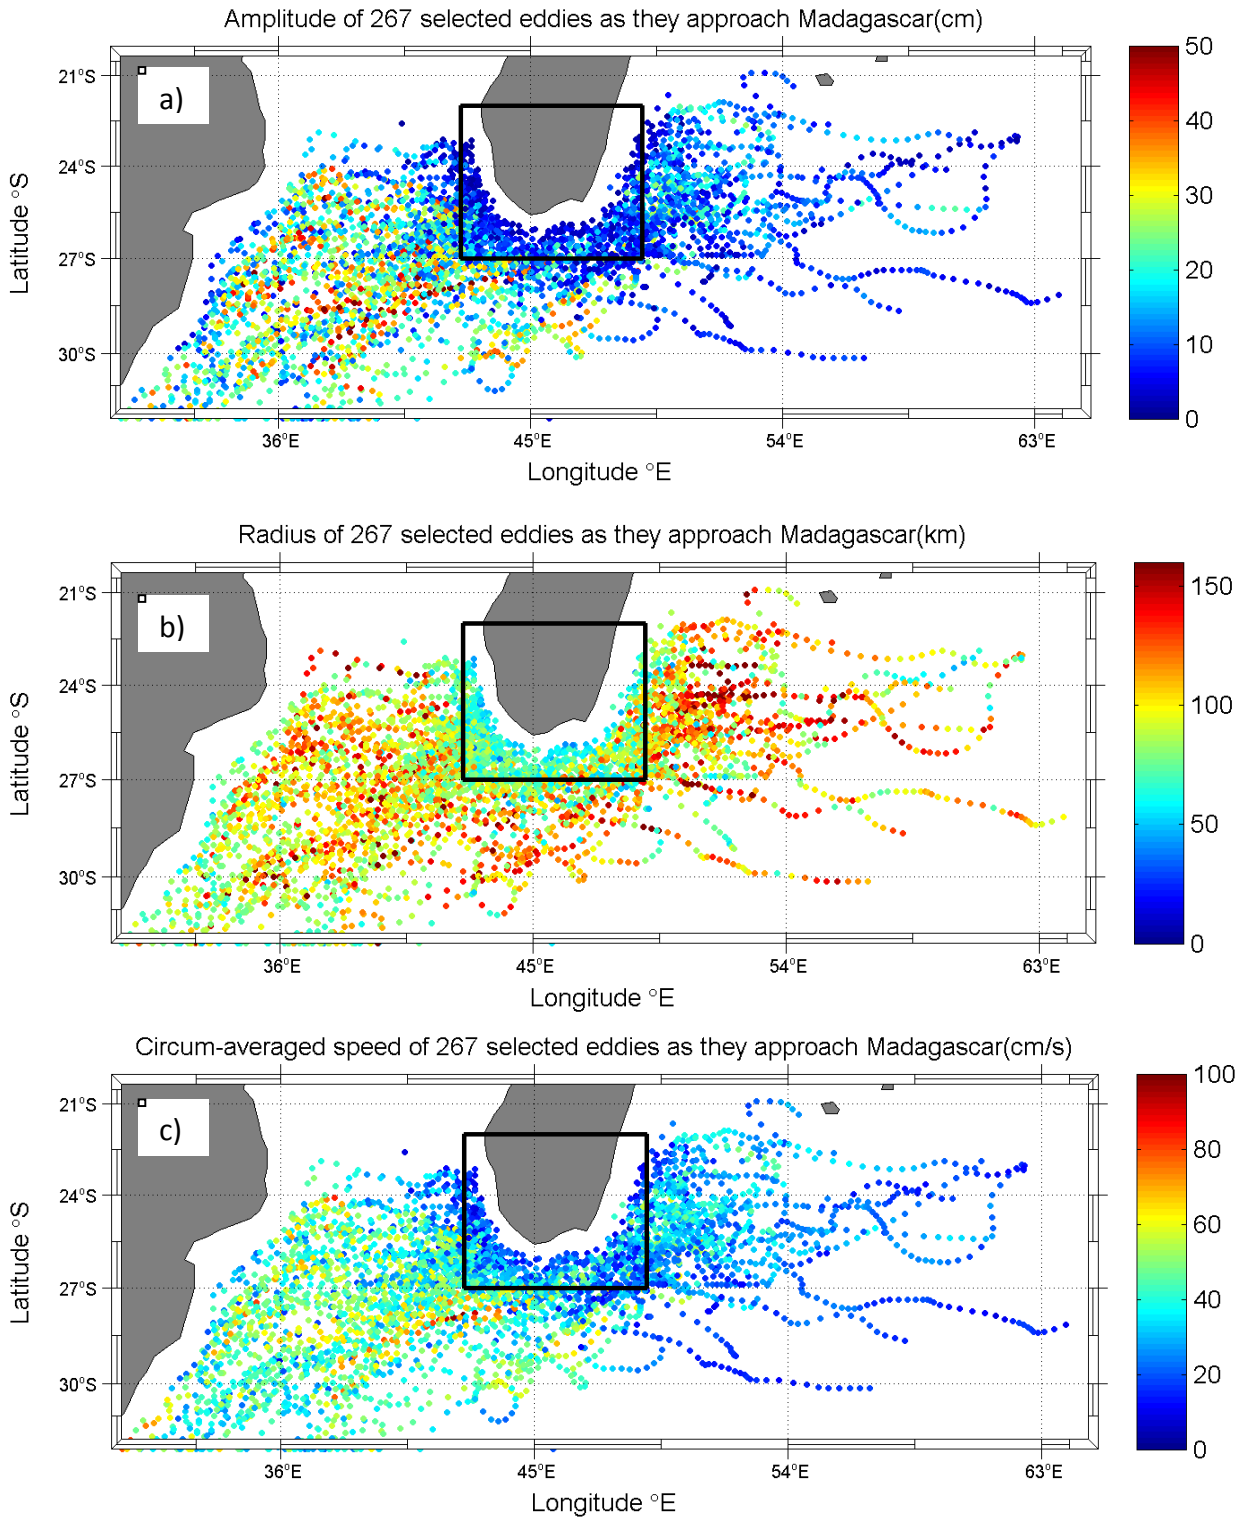 Amplitude of 267 selected eddies as they approach Madagascar(cm)
a)
21°S
24°S
27°S
30°S
Latitude °S
36°E 45°E 54°E 63°E
Longitude °E
50
40
30
20
10
0
Radius of 267 selected eddies as they approach Madagascar(km)
b)
21°S
24°S
27°S
30°S
Latitude °S
36°E 45°E 54°E 63°E
Longitude °E
150
100
50
0
Circum-averaged speed of 267 selected eddies as they approach Madagascar(cm/s)
c)
21°S
24°S
27°S
30°S
Latitude °S
36°E 45°E 54°E 63°E
Longitude °E
100
80
60
40
20
0